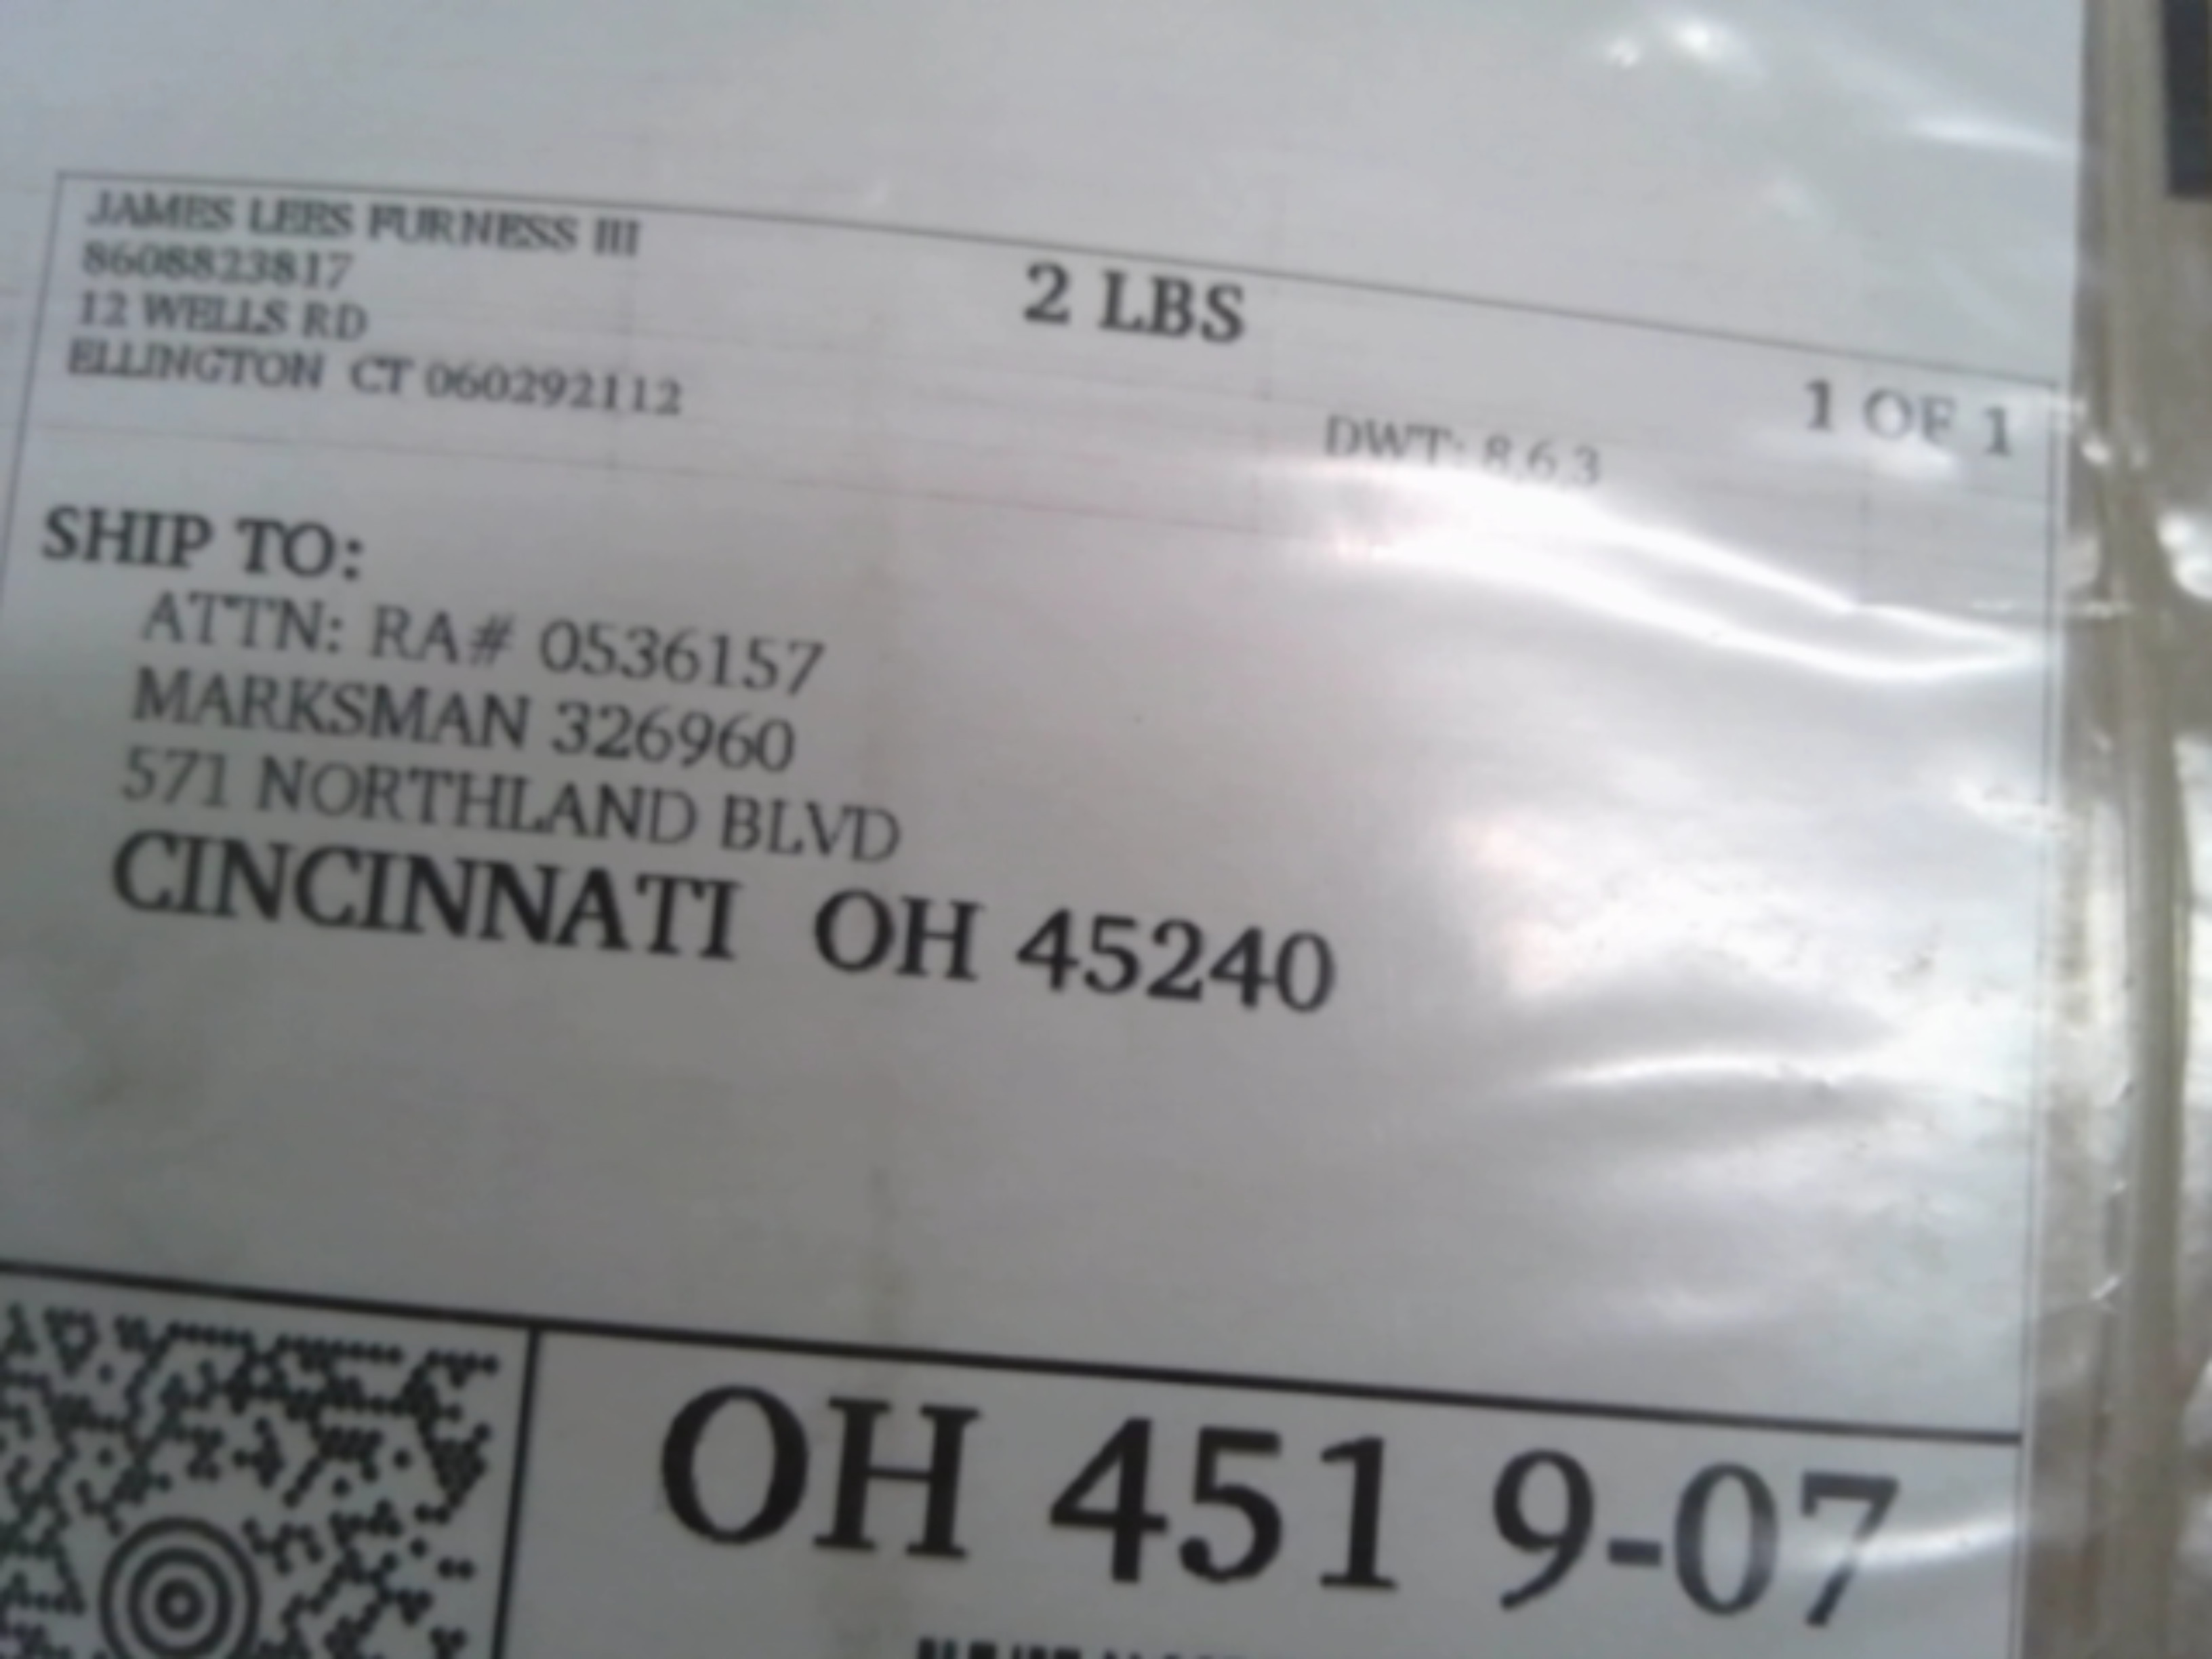 JAMES LEES FURNESS III
8608823817
12 WELLS RD
ELLINGTON CT 060292112
2 LBS
1 OF 1
DWT: 8,6,3
SHIP TO:
ATTN: RA# 0536157
MARKSMAN 326960
571 NORTHLAND BLVD
CINCINNATI OH 45240
OH 451 9-07